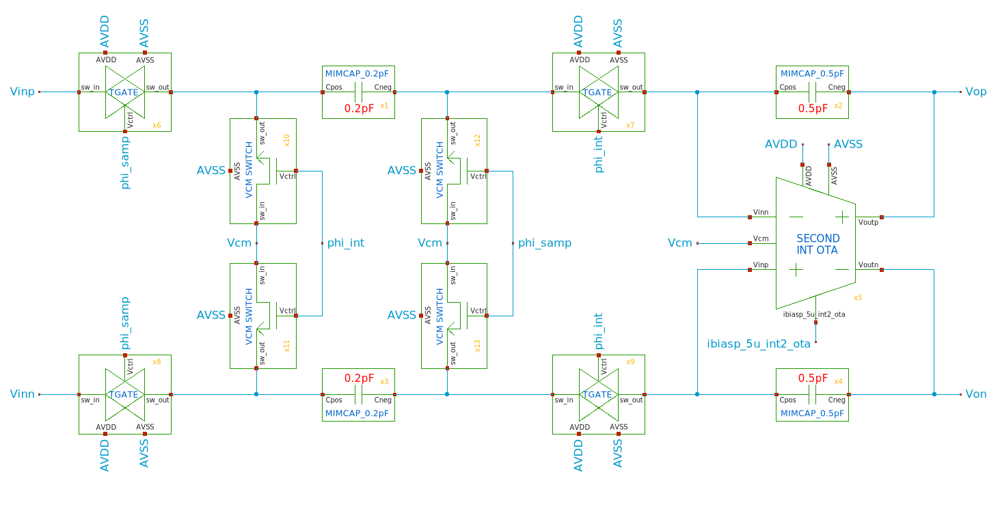 AVDD
AVSS
AVDD
AVSS
AVDD
AVSS
AVDD
AVSS
MIMCAP_0.2pF
MIMCAP_0.5pF
Vinp
sw_in
TGATE
sw_out
Cpos
Cneg
sw_in
TGATE
sw_out
Cpos
Cneg
Vop
0.2pF
x1
0.5pF
x2
Vctrl
x6
Vctrl
x7
phi_samp
phi_int
sw_out
x10
sw_out
x12
AVSS
AVSS
VCM SWITCH
Vctrl
AVSS
AVSS
VCM SWITCH
Vctrl
AVDD
AVSS
AVDD
AVSS
sw_in
sw_in
Vinn
Voutp
Vcm
phi_int
Vcm
phi_samp
Vcm
Vcm
SECOND
INT OTA
Vinp
Voutn
sw_in
sw_in
AVSS
AVSS
VCM SWITCH
Vctrl
AVSS
AVSS
VCM SWITCH
Vctrl
x5
ibiasp_5u_int2_ota
ibiasp_5u_int2_ota
sw_out
x11
sw_out
x13
phi_samp
phi_int
Vctrl
x8
Vctrl
x9
0.2pF
x3
0.5pF
x4
Vinn
sw_in
TGATE
sw_out
Cpos
Cneg
sw_in
TGATE
sw_out
Cpos
Cneg
Von
MIMCAP_0.2pF
MIMCAP_0.5pF
AVDD
AVSS
AVDD
AVSS
AVDD
AVSS
AVDD
AVSS